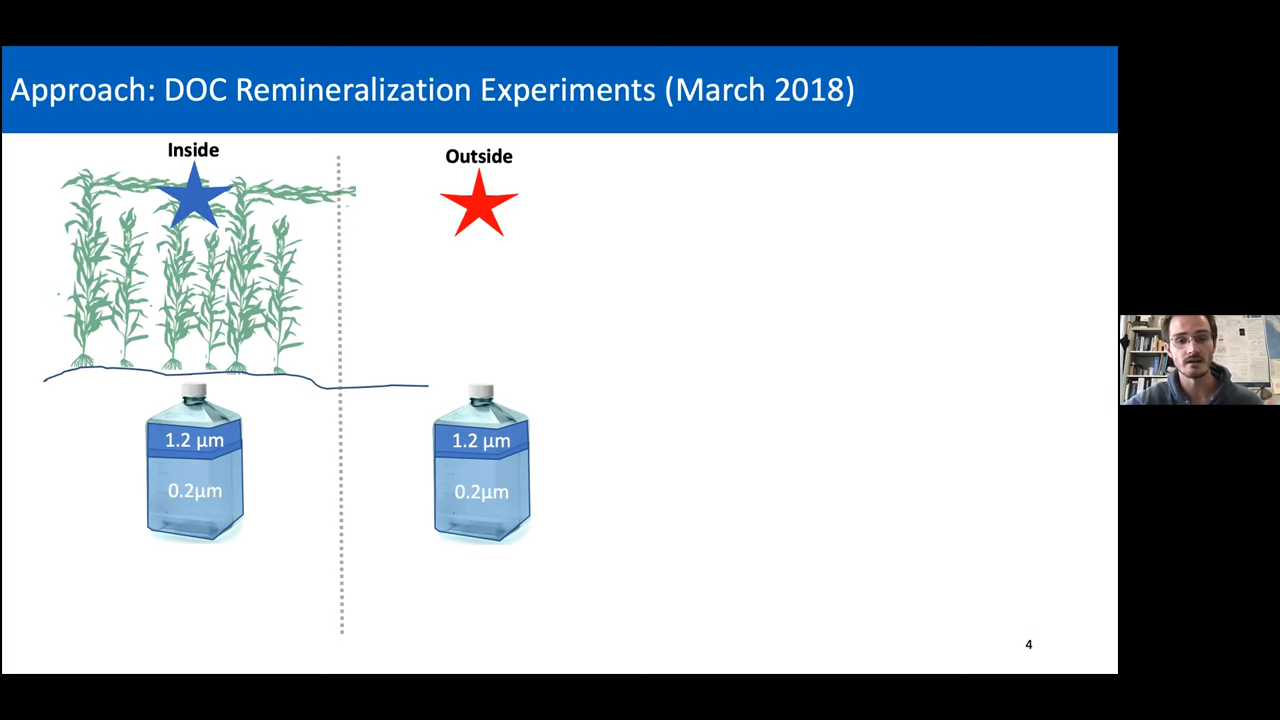 Approach: DOC Remineralization Experiments (March 2018)
Inside
Outside
1.2 µm
0.2µm
1.2 µm
0.2µm
4